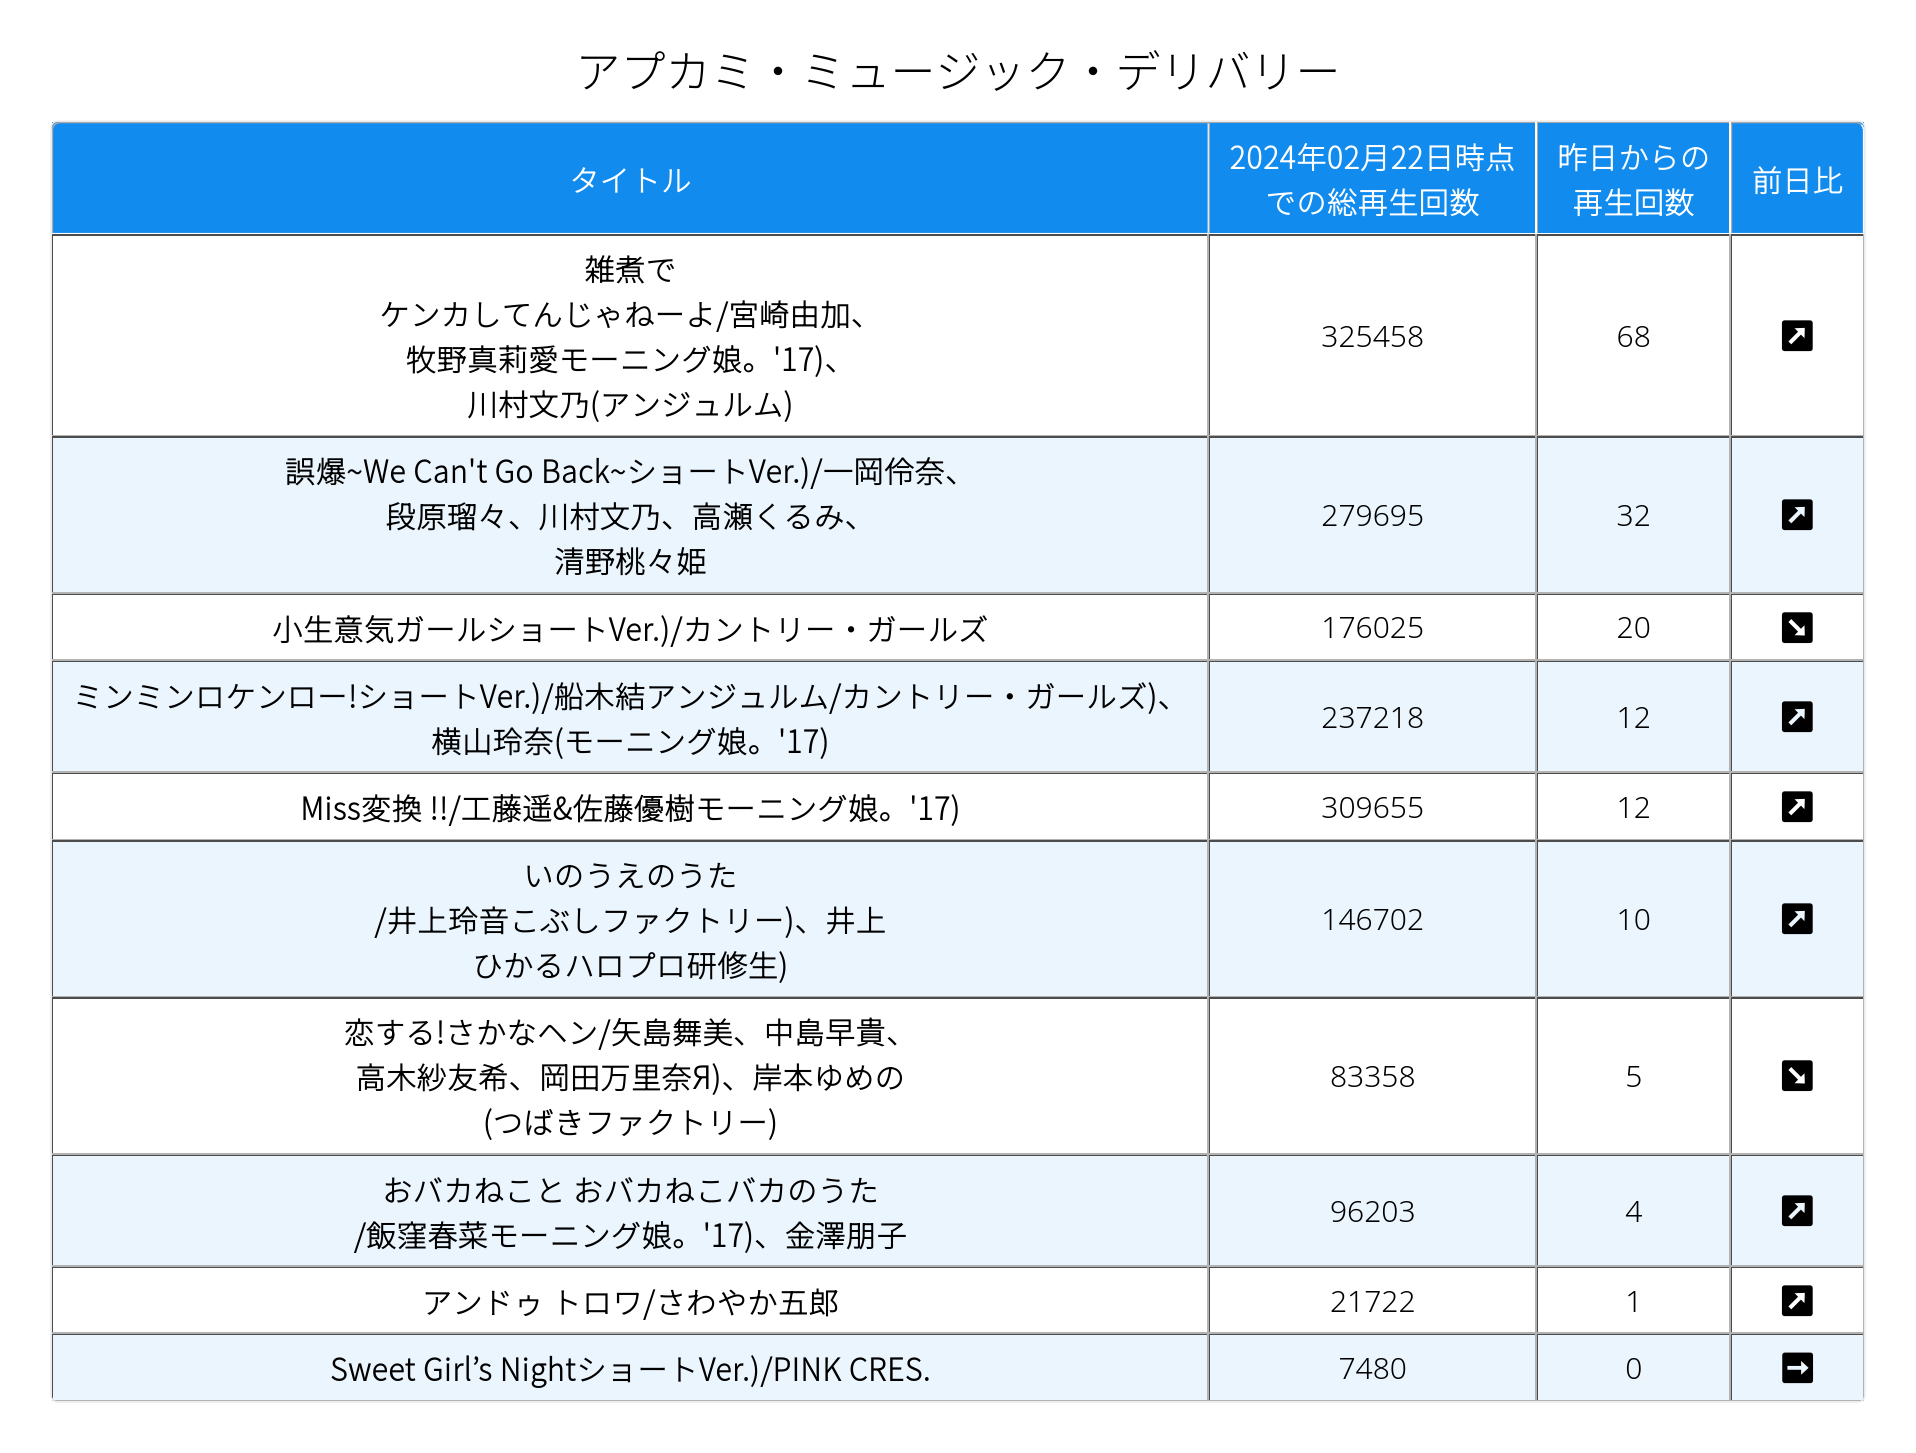 アプカミ・ミュージック・デリバリー
タイトル
2024年02月22日時点
での総再生回数
昨日からの
再生回数
前日比
雑煮で
ケンカしてんじゃねーよ/宮崎由加、
牧野真莉愛モーニング娘。'17)、
川村文乃(アンジュルム)
325458
68
誤爆~We Can't Go Back~ショートVer.)/一岡伶奈、
段原瑠々、川村文乃、高瀬くるみ、
清野桃々姫
279695
32
小生意気ガールショートVer.)/カントリー・ガールズ
176025
20
ミンミンロケンロー!ショートVer.)/船木結アンジュルム/カントリー・ガールズ)、
横山玲奈(モーニング娘。'17)
237218
12
Miss変換 !!/工藤遥&佐藤優樹モーニング娘。'17)
309655
12
いのうえのうた
/井上玲音こぶしファクトリー)、井上
ひかるハロプロ研修生)
146702
10
恋する!さかなヘン/矢島舞美、中島早貴、
高木紗友希、岡田万里奈Я)、岸本ゆめの
(つばきファクトリー)
83358
5
おバカねこと おバカねこバカのうた
/飯窪春菜モーニング娘。'17)、金澤朋子
96203
4
アンドゥ トロワ/さわやか五郎
21722
1
Sweet Girl’s NightショートVer.)/PINK CRES.
7480
0